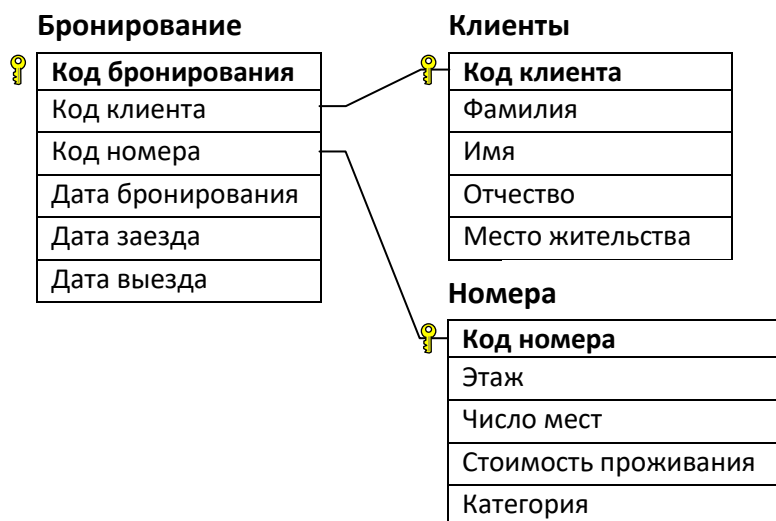 Бронирование
Код бронирования
Код клиента
Код номера
Дата бронирования
Дата заезда
Дата выезда
Клиенты
Код клиента
Фамилия
Имя
Отчество
Место жительства
Номера
Код номера
Этаж
Число мест
Стоимость проживания
Категория